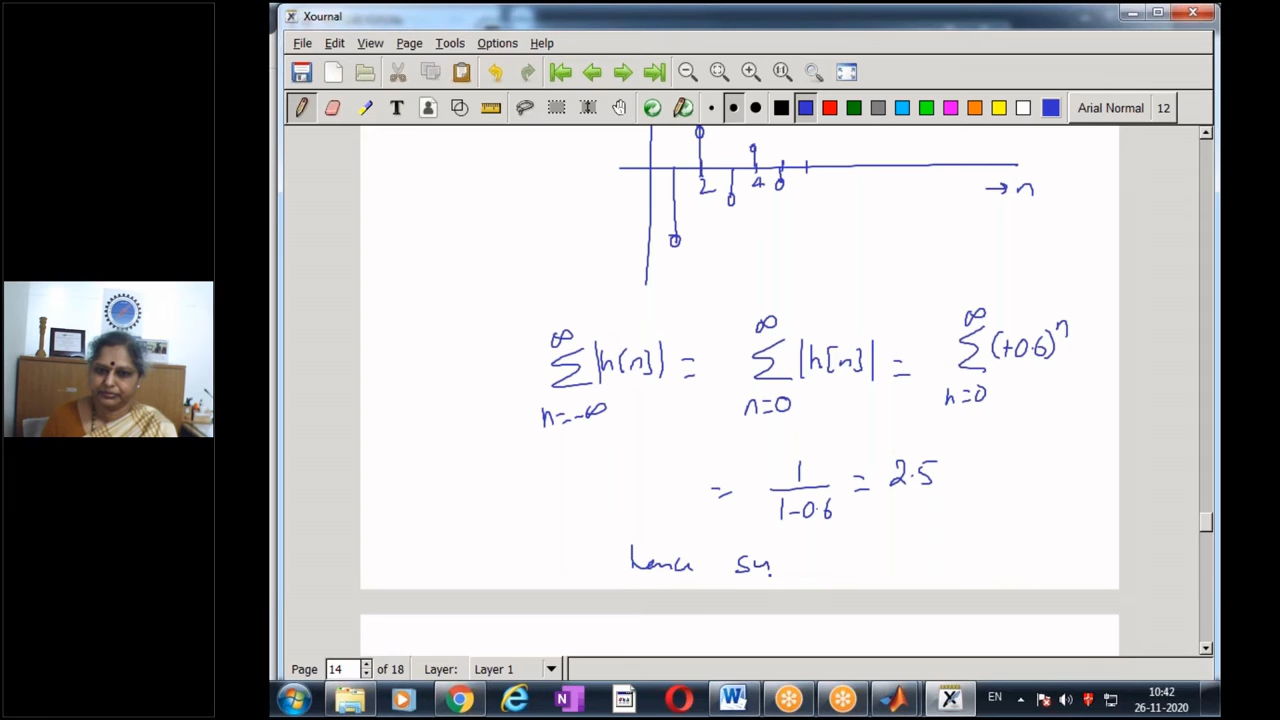 Xournal
File Edit View Page Tools Options Help
Arial Normal 12
2 4 → n
∞ ∞ ∞
∑ |h[n]| = ∑ |h[n]| = ∑ (+0.6)^n
n=-∞ n=0 n=0
= 1/(1-0.6) = 2.5
hence sy
Page 14 of 18 Layer: Layer 1
EN 10:42
26-11-2020